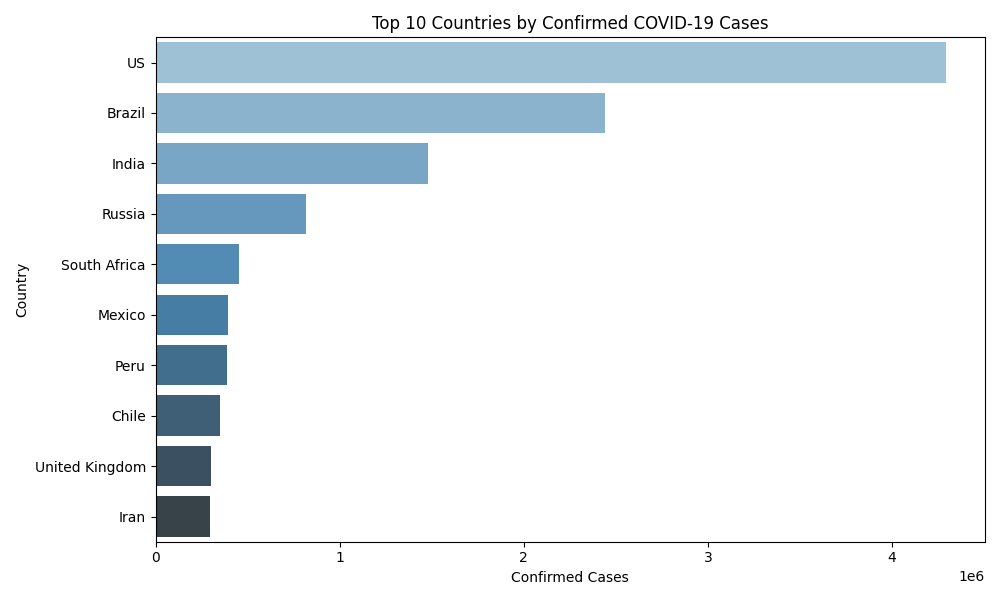 Top 10 Countries by Confirmed COVID-19 Cases
Country
US
Brazil
India
Russia
South Africa
Mexico
Peru
Chile
United Kingdom
Iran
0 1 2 3 4
1e6
Confirmed Cases